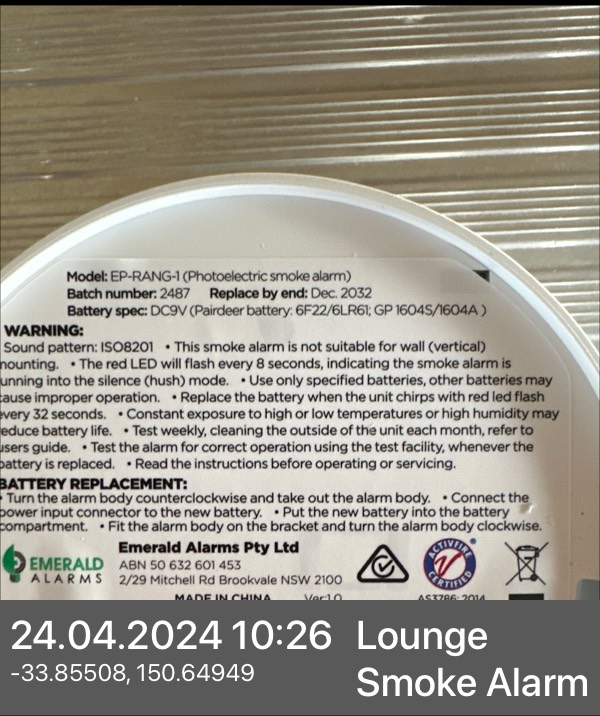 Model: EP-RANG-1 (Photoelectric smoke alarm)
Batch number: 2487 Replace by end: Dec. 2032
Battery spec: DC9V (Pairdeer battery: 6F22/6LR61; GP 1604S/1604A )
WARNING:
Sound pattern: ISO8201 • This smoke alarm is not suitable for wall (vertical)
mounting. • The red LED will flash every 8 seconds, indicating the smoke alarm is
unning into the silence (hush) mode. • Use only specified batteries, other batteries may
cause improper operation. • Replace the battery when the unit chirps with red led flash
every 32 seconds. • Constant exposure to high or low temperatures or high humidity may
educe battery life. • Test weekly, cleaning the outside of the unit each month, refer to
users guide. • Test the alarm for correct operation using the test facility, whenever the
battery is replaced. • Read the instructions before operating or servicing.
BATTERY REPLACEMENT:
• Turn the alarm body counterclockwise and take out the alarm body. • Connect the
power input connector to the new battery. • Put the new battery into the battery
compartment. • Fit the alarm body on the bracket and turn the alarm body clockwise.
EMERALD
ALARMS
Emerald Alarms Pty Ltd
ABN 50 632 601 453
2/29 Mitchell Rd Brookvale NSW 2100
ACTIVFIRE
CERTIFIED
MADE IN CHINA Ver:1.0 AS3786: 2014
24.04.2024 10:26
-33.85508, 150.64949
Lounge
Smoke Alarm